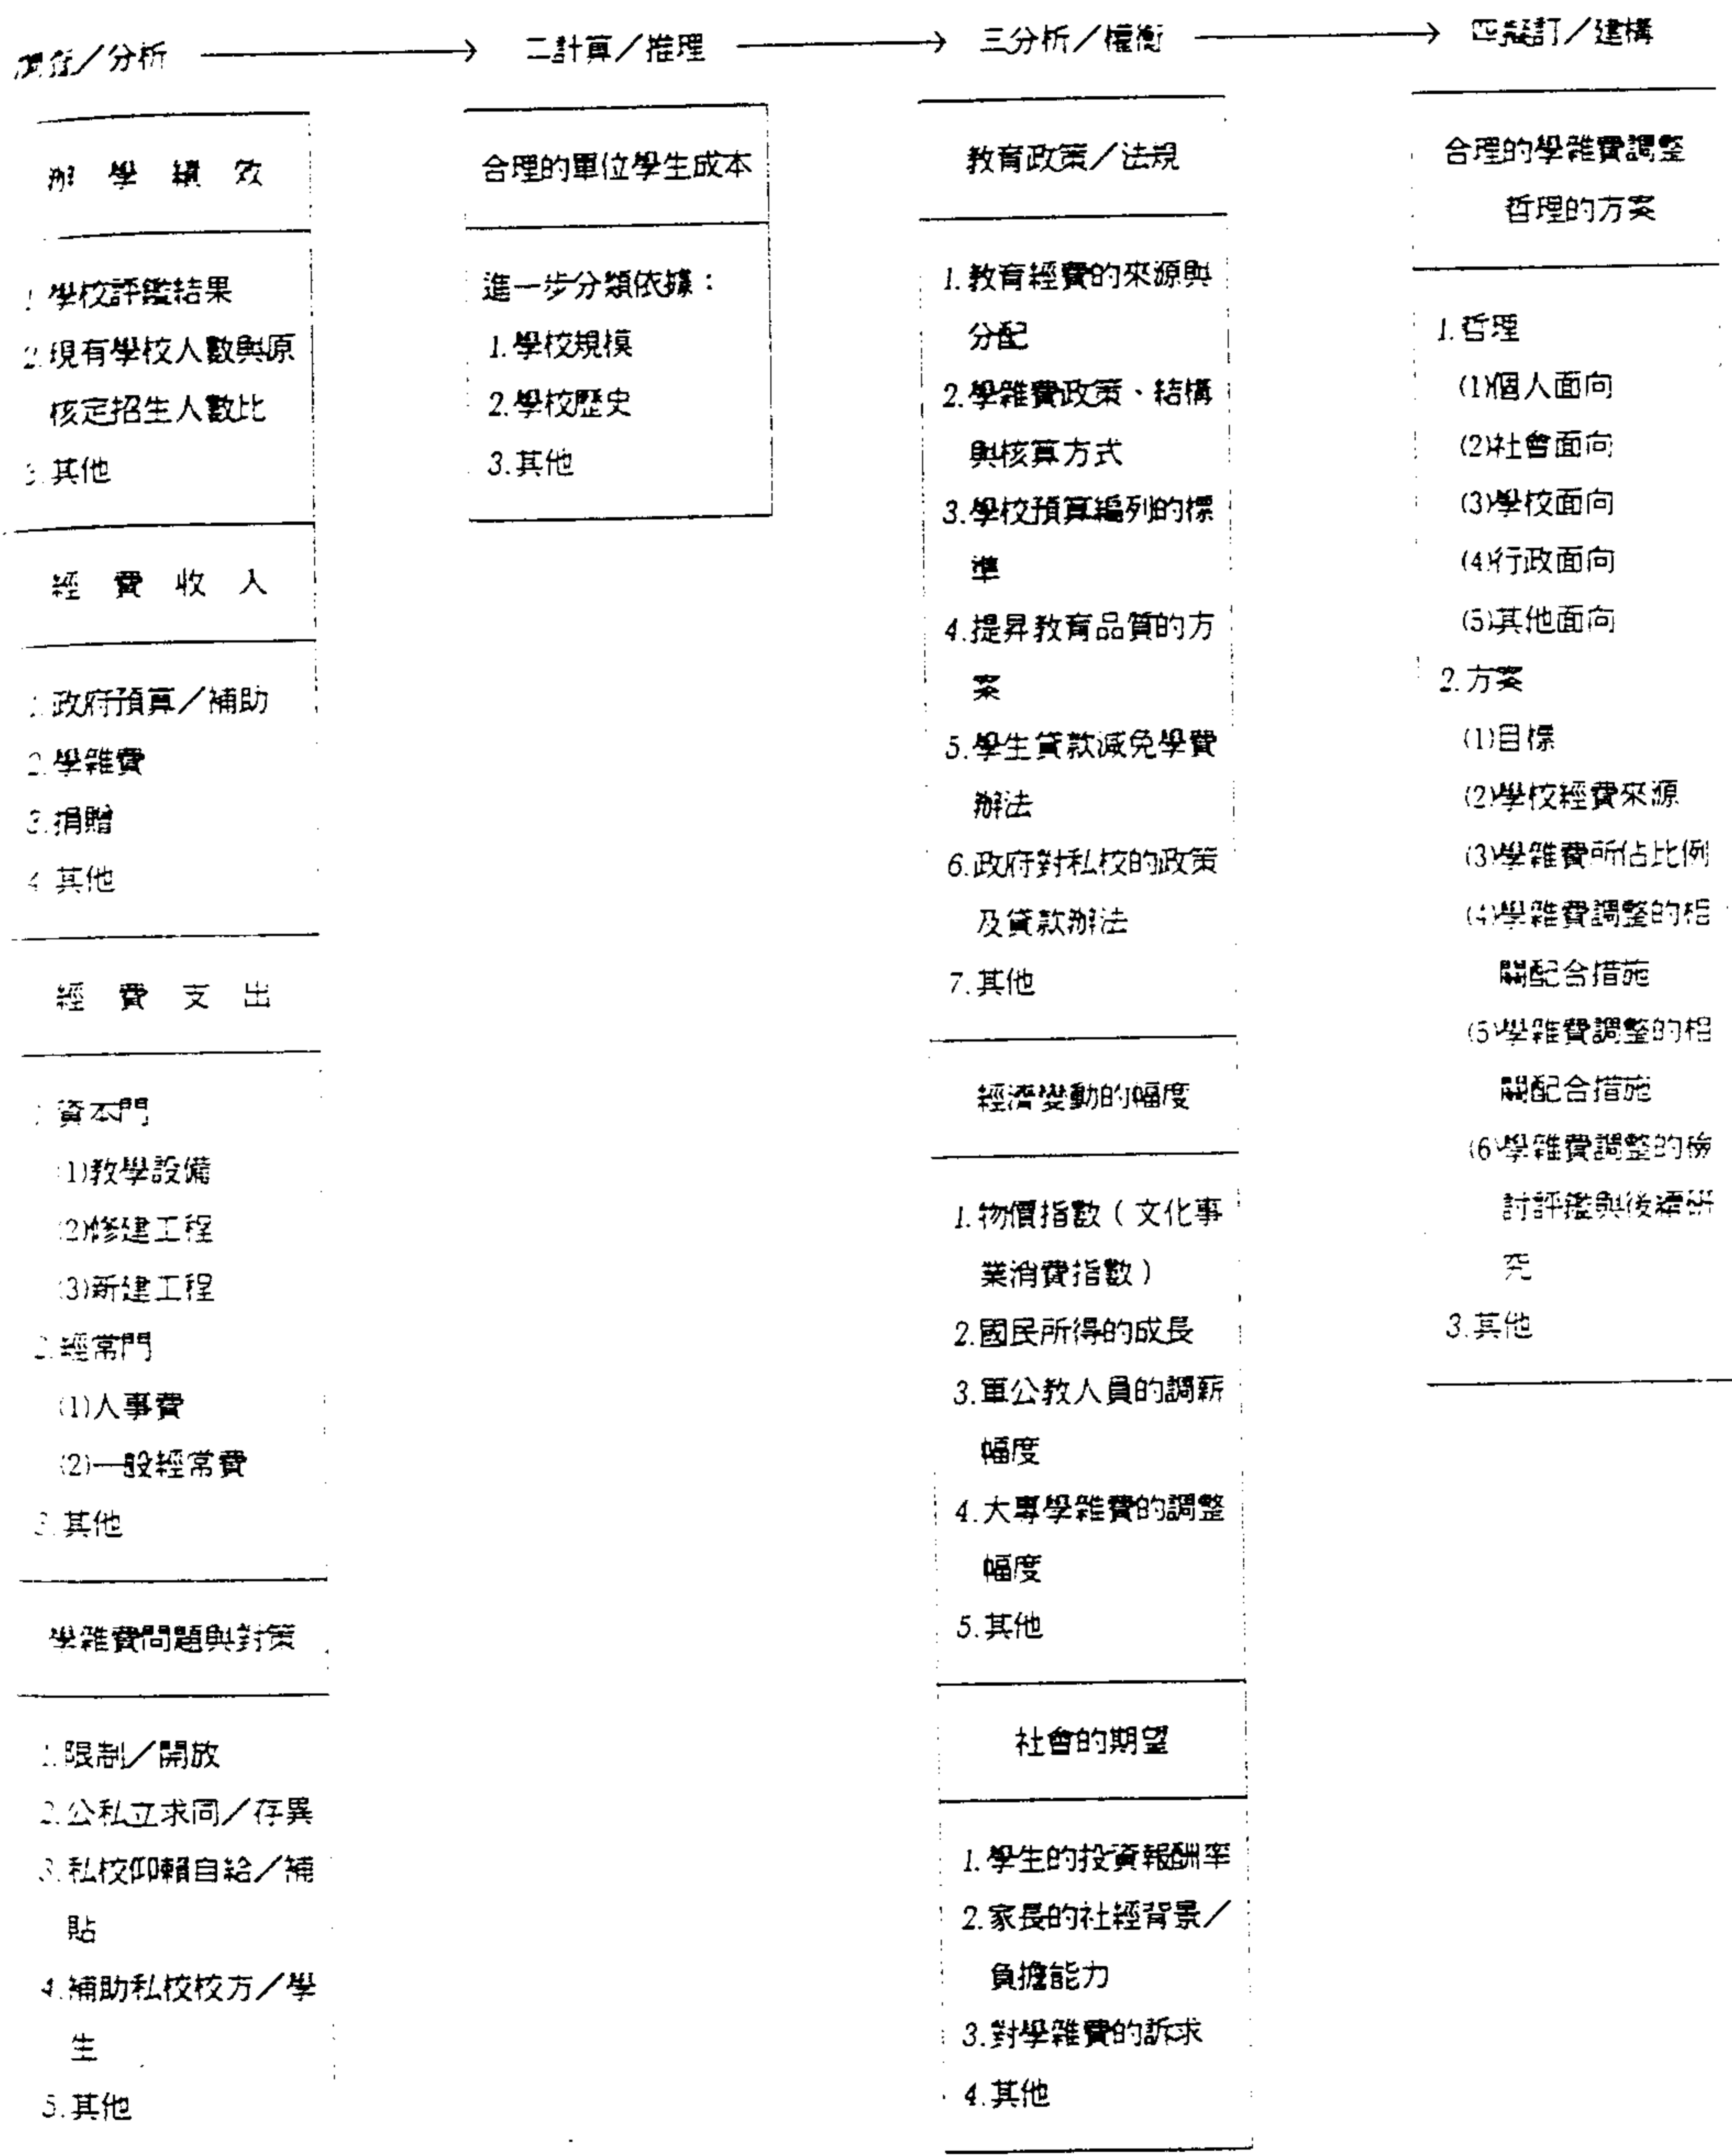 調查／分析 ⟶ 二計算／推理 ⟶ 三分析／權衡 ⟶ 四擬訂／建構
辦學績效
1.學校評鑑結果
2.現有學校人數與原
核定招生人數比
3.其他
經費收入
1.政府預算／補助
2.學雜費
3.捐贈
4.其他
經費支出
1.資本門
(1)教學設備
(2)修建工程
(3)新建工程
2.經常門
(1)人事費
(2)一般經常費
3.其他
學雜費問題與對策
1.限制／開放
2.公私立求同／存異
3.私校仰賴自給／補
貼
4.補助私校校方／學
生
5.其他
合理的單位學生成本
進一步分類依據：
1.學校規模
2.學校歷史
3.其他
教育政策／法規
1.教育經費的來源與
分配
2.學雜費政策、結構
與核算方式
3.學校預算編列的標
準
4.提昇教育品質的方
案
5.學生貸款減免學費
辦法
6.政府對私校的政策
及貸款辦法
7.其他
經濟變動的幅度
1.物價指數（文化事
業消費指數）
2.國民所得的成長
3.軍公教人員的調薪
幅度
4.大專學雜費的調整
幅度
5.其他
社會的期望
1.學生的投資報酬率
2.家長的社經背景／
負擔能力
3.對學雜費的訴求
4.其他
合理的學雜費調整
哲理的方案
1.哲理
(1)個人面向
(2)社會面向
(3)學校面向
(4)行政面向
(5)其他面向
2.方案
(1)目標
(2)學校經費來源
(3)學雜費所佔比例
(4)學雜費調整的相
關配合措施
(5)學雜費調整的相
關配合措施
(6)學雜費調整的檢
討評鑑與後續研
究
3.其他